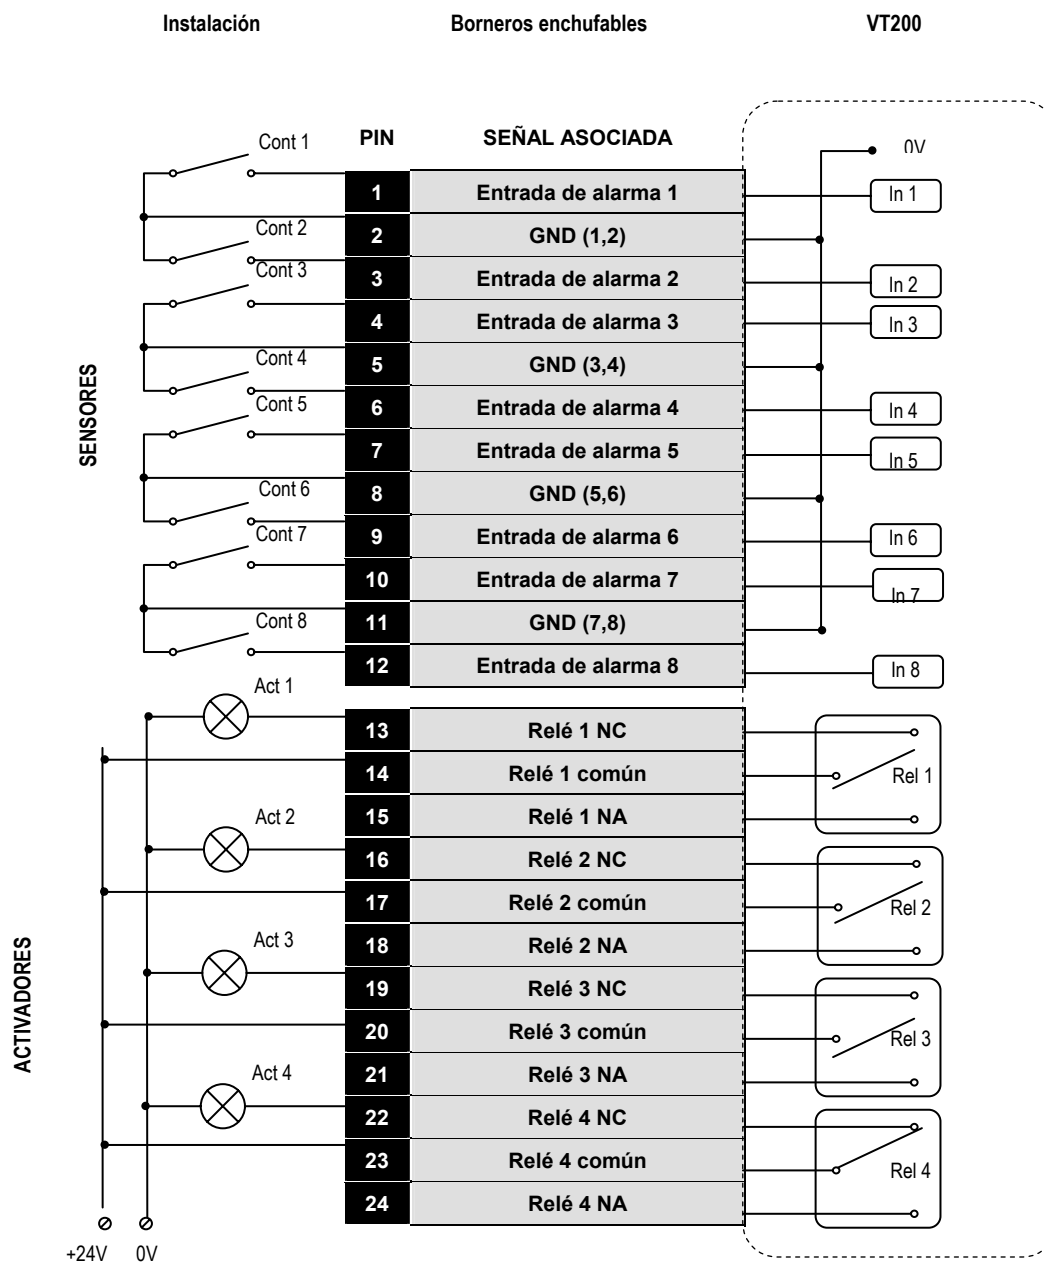 Instalación Borneros enchufables VT200
PIN SEÑAL ASOCIADA
0V
Cont 1
1 Entrada de alarma 1 In 1
Cont 2
2 GND (1,2)
Cont 3
3 Entrada de alarma 2 In 2
4 Entrada de alarma 3 In 3
Cont 4
5 GND (3,4)
Cont 5
6 Entrada de alarma 4 In 4
7 Entrada de alarma 5 In 5
Cont 6
8 GND (5,6)
Cont 7
9 Entrada de alarma 6 In 6
10 Entrada de alarma 7 In 7
Cont 8
11 GND (7,8)
12 Entrada de alarma 8 In 8
SENSORES
Act 1
13 Relé 1 NC
14 Relé 1 común Rel 1
Act 2
15 Relé 1 NA
16 Relé 2 NC
17 Relé 2 común Rel 2
Act 3
18 Relé 2 NA
19 Relé 3 NC
20 Relé 3 común Rel 3
Act 4
21 Relé 3 NA
22 Relé 4 NC
23 Relé 4 común Rel 4
24 Relé 4 NA
ACTIVADORES
+24V 0V